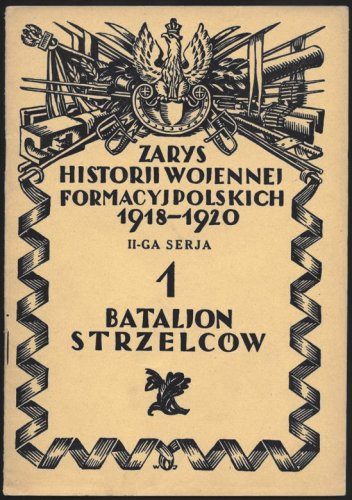 ZARYS
HISTORJI WOJENNEJ
FORMACYJ POLSKICH
1918-1920
II-GA SERJA
1
BATALJON
STRZELCÓW